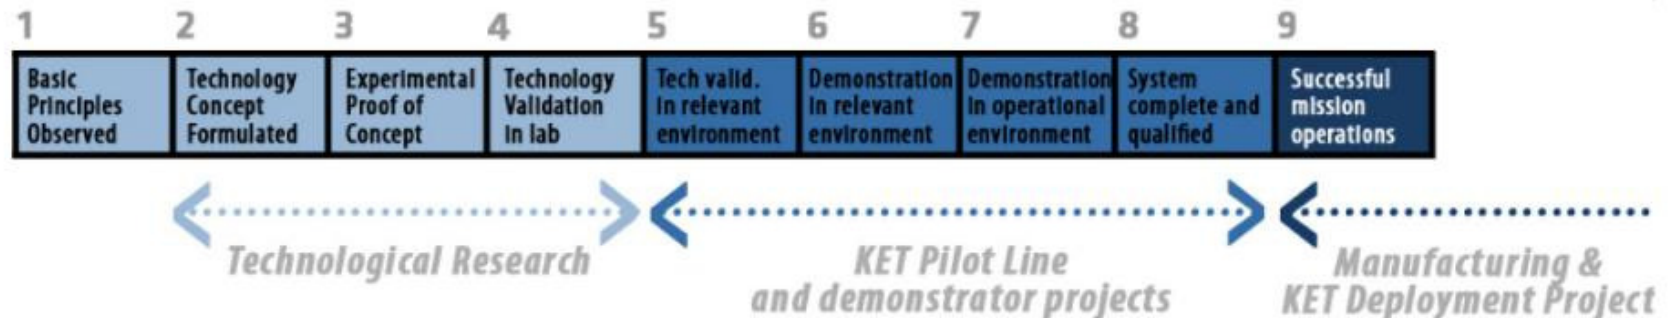 1 2 3 4 5 6 7 8 9
Basic
Principles
Observed
Technology
Concept
Formulated
Experimental
Proof of
Concept
Technology
Validation
in lab
Tech valid.
in relevant
environment
Demonstration
in relevant
environment
Demonstration
in operational
environment
System
complete and
qualified
Successful
mission
operations
Technological Research
KET Pilot Line
and demonstrator projects
Manufacturing &
KET Deployment Project